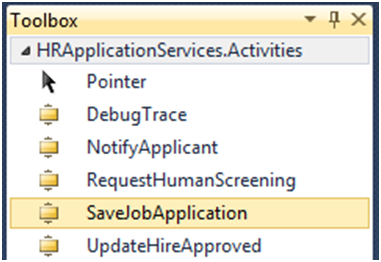 Toolbox
HRApplicationServices.Activities
Pointer
DebugTrace
NotifyApplicant
RequestHumanScreening
SaveJobApplication
UpdateHireApproved